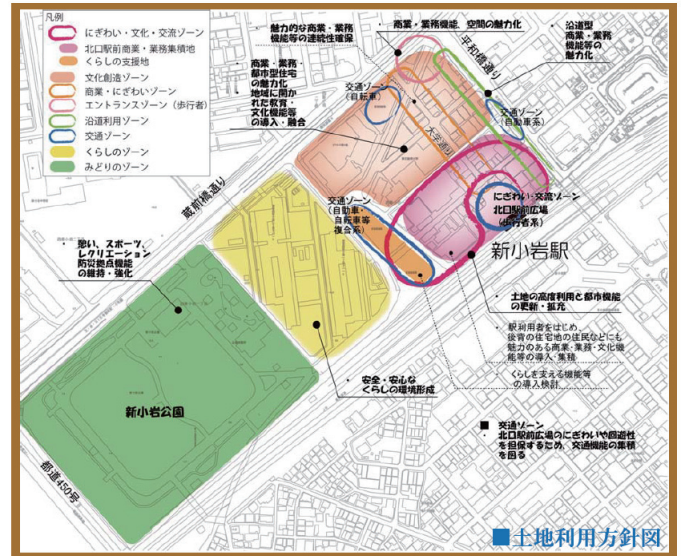 凡例
にぎわい・文化・交流ゾーン
北口駅前商業・業務集積地
くらしの支援地
文化創造ゾーン
商業・にぎわいゾーン
エントランスゾーン（歩行者）
沿道利用ゾーン
交通ゾーン
くらしのゾーン
みどりのゾーン
魅力的な商業・業務
機能等の連続性確保
商業・業務機能、空間の魅力化
沿道型
商業・業務
機能等の
魅力化
平和橋通り
商業・業務・
都市型住宅の
魅力化
地域に開か
れた教育・
文化機能等
の導入・融合
交通ゾーン
（自転車）
大学通り
交通ゾーン
（自動車系）
蔵前橋通り
交通ゾーン
（自動車・
自転車等
複合系）
にぎわい・交流ゾーン
北口駅前広場
（歩行者系）
新小岩駅
憩い、スポーツ、
レクリエーション
防災拠点機能
の維持・強化
・ 土地の高度利用と都市機能
の更新・拡充
・ 駅利用者をはじめ、
後背の住宅地の住民などにも
魅力のある商業・業務・文化機
能等の導入・集積
・ くらしを支える機能等
の導入検討
・ 安全・安心な
くらしの環境形成
新小岩公園
■ 交通ゾーン
・ 北口駅前広場のにぎわいや回遊性
を担保するため、交通機能の集積
を図る
都道450号
■土地利用方針図